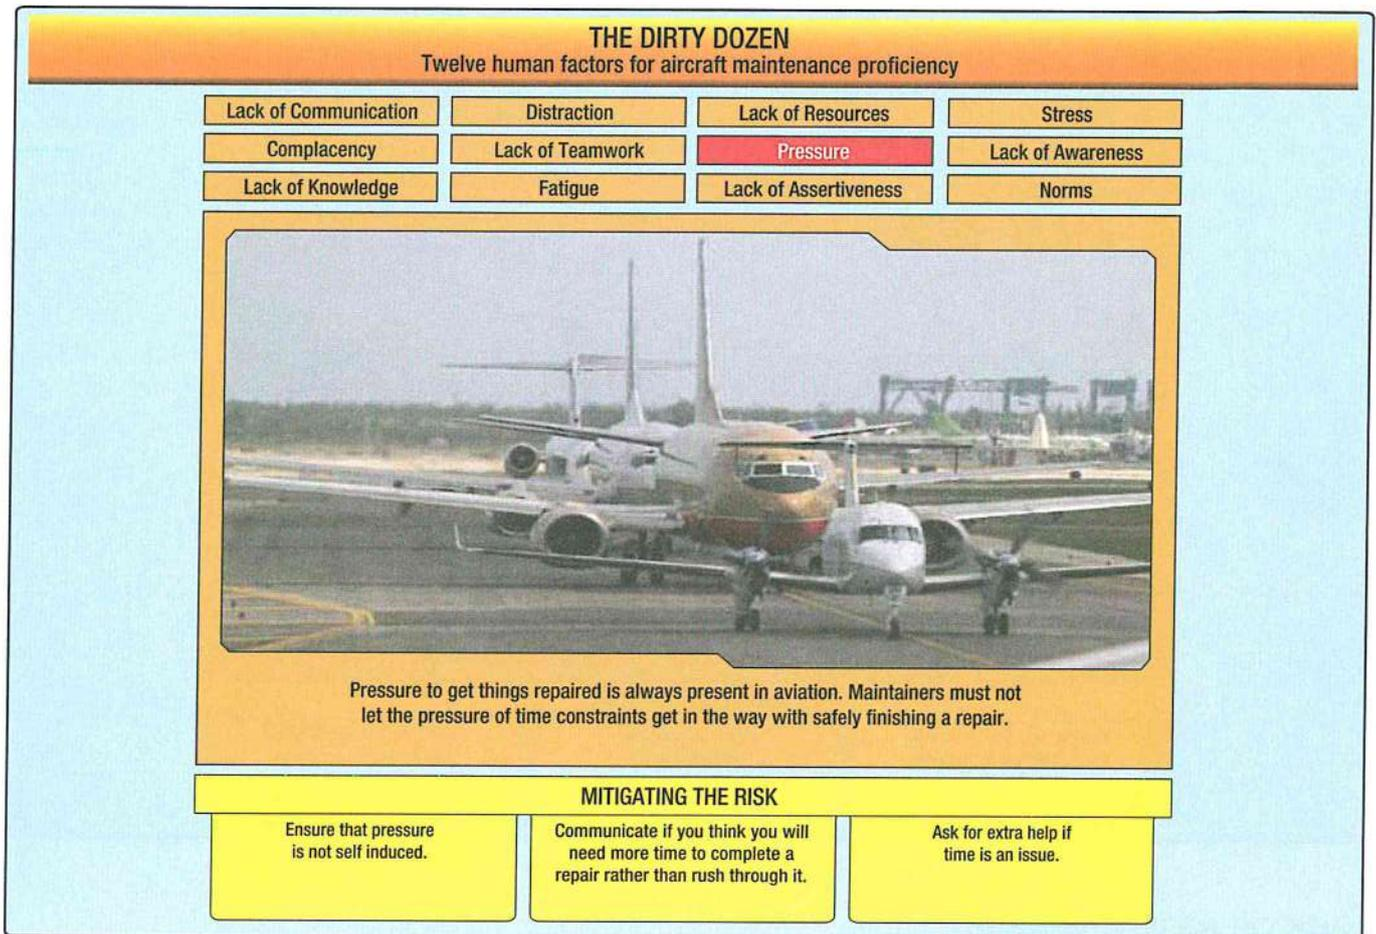 THE DIRTY DOZEN
Twelve human factors for aircraft maintenance proficiency
Lack of Communication
Distraction
Lack of Resources
Stress
Complacency
Lack of Teamwork
Pressure
Lack of Awareness
Lack of Knowledge
Fatigue
Lack of Assertiveness
Norms
Pressure to get things repaired is always present in aviation. Maintainers must not
let the pressure of time constraints get in the way with safely finishing a repair.
MITIGATING THE RISK
Ensure that pressure
is not self induced.
Communicate if you think you will
need more time to complete a
repair rather than rush through it.
Ask for extra help if
time is an issue.